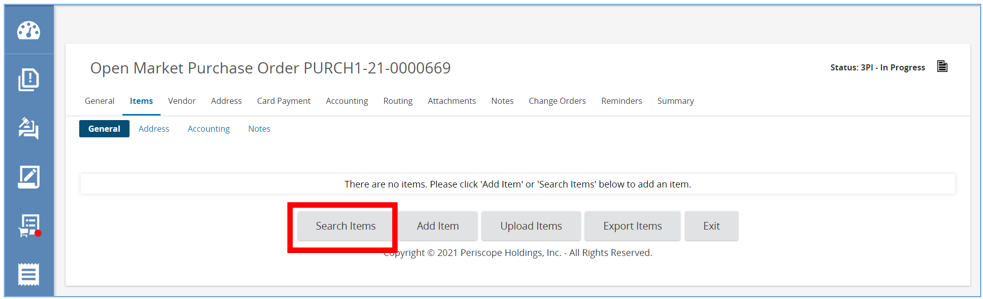 Open Market Purchase Order PURCH1-21-0000669
Status: 3PI - In Progress
General Items Vendor Address Card Payment Accounting Routing Attachments Notes Change Orders Reminders Summary
General Address Accounting Notes
There are no items. Please click 'Add Item' or 'Search Items' below to add an item.
Search Items Add Item Upload Items Export Items Exit
Copyright © 2021 Periscope Holdings, Inc. - All Rights Reserved.